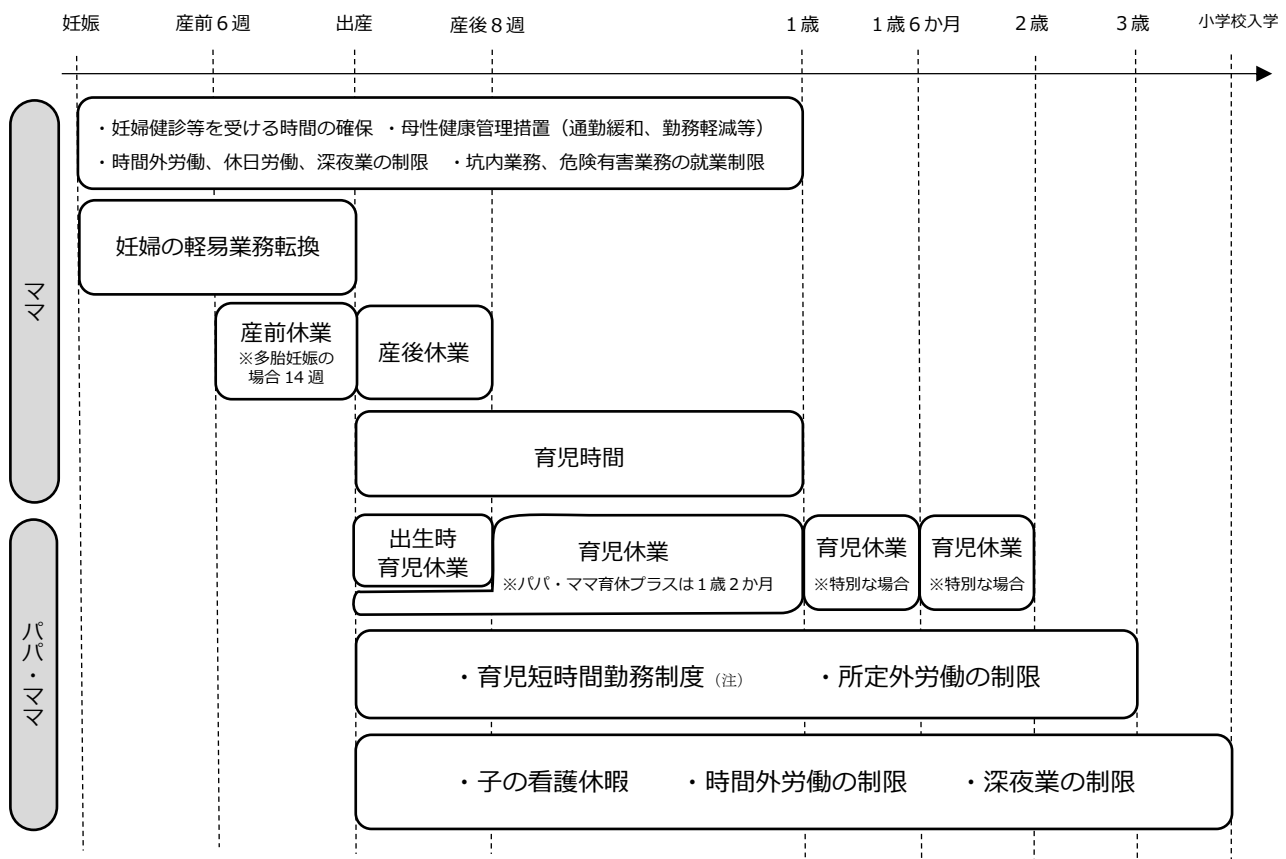 妊娠 産前６週 出産 産後８週 １歳 １歳６か月 ２歳 ３歳 小学校入学
ママ
・妊婦健診等を受ける時間の確保 ・母性健康管理措置（通勤緩和、勤務軽減等）
・時間外労働、休日労働、深夜業の制限 ・坑内業務、危険有害業務の就業制限
妊婦の軽易業務転換
産前休業
※多胎妊娠の
場合 14 週
産後休業
育児時間
パパ・ママ
出生時
育児休業
育児休業
※パパ・ママ育休プラスは１歳２か月
育児休業
※特別な場合
育児休業
※特別な場合
・育児短時間勤務制度（注） ・所定外労働の制限
・子の看護休暇 ・時間外労働の制限 ・深夜業の制限